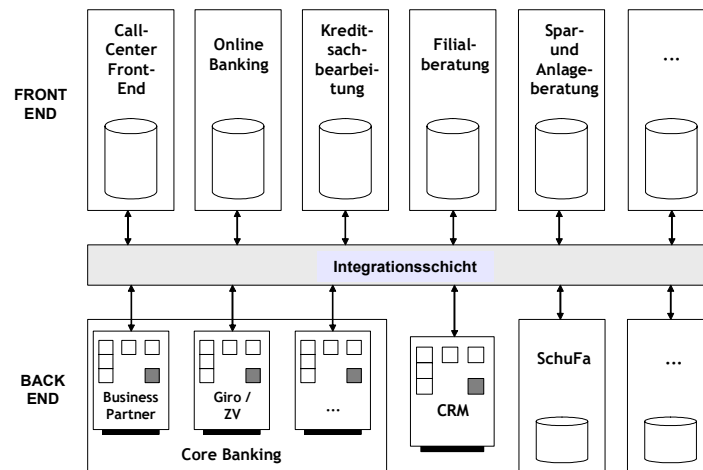 Call-
Center
Front-
End
Online
Banking
Kredit-
sach-
bearbei-
tung
Filial-
beratung
Spar-
und
Anlage-
beratung
...
FRONT
END
Integrationsschicht
BACK
END
Business
Partner
Giro /
ZV
...
CRM
SchuFa
...
Core Banking